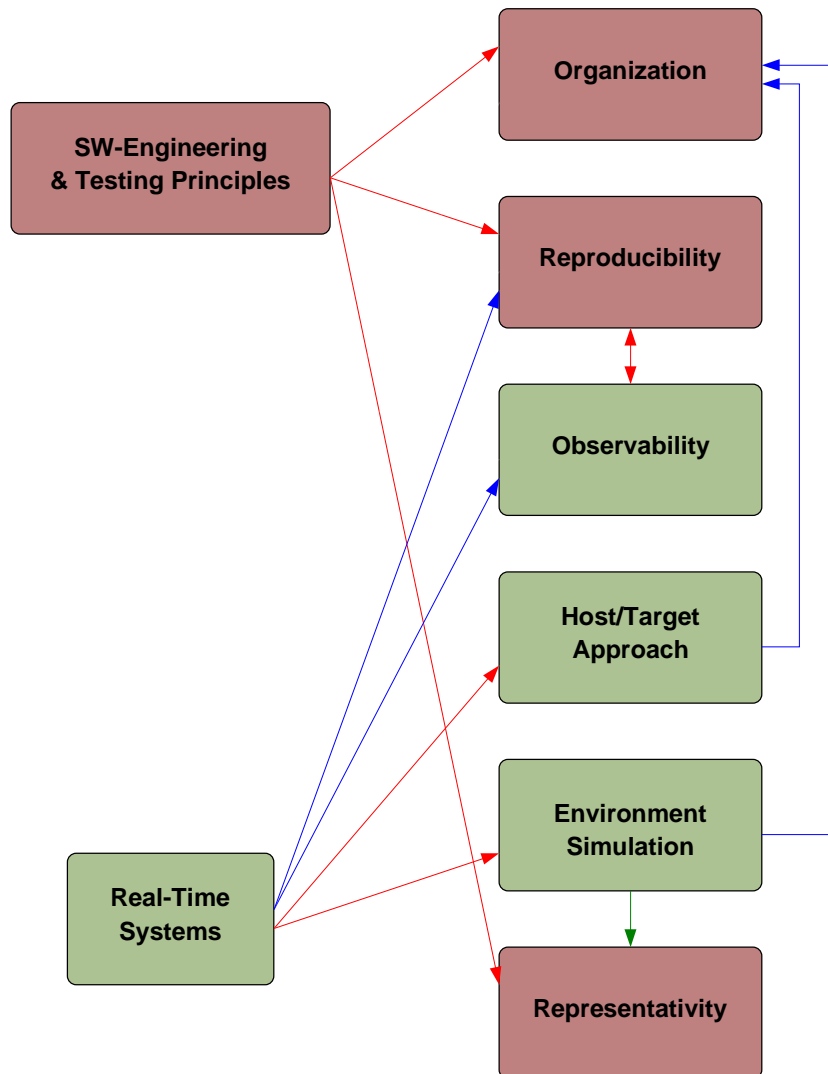 Organization
SW-Engineering
& Testing Principles
Reproducibility
Observability
Host/Target
Approach
Environment
Simulation
Real-Time
Systems
Representativity